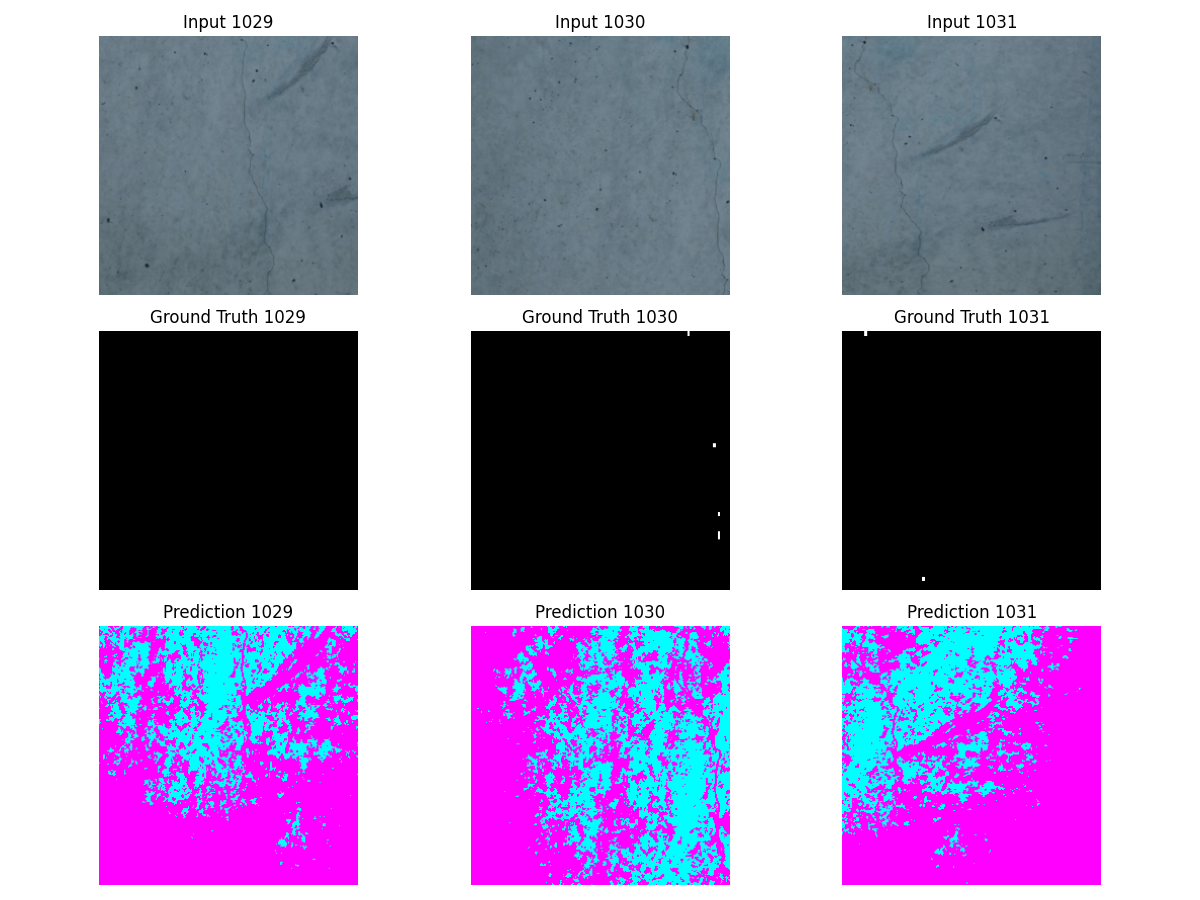 Input 1029
Input 1030
Input 1031
Ground Truth 1029
Ground Truth 1030
Ground Truth 1031
Prediction 1029
Prediction 1030
Prediction 1031